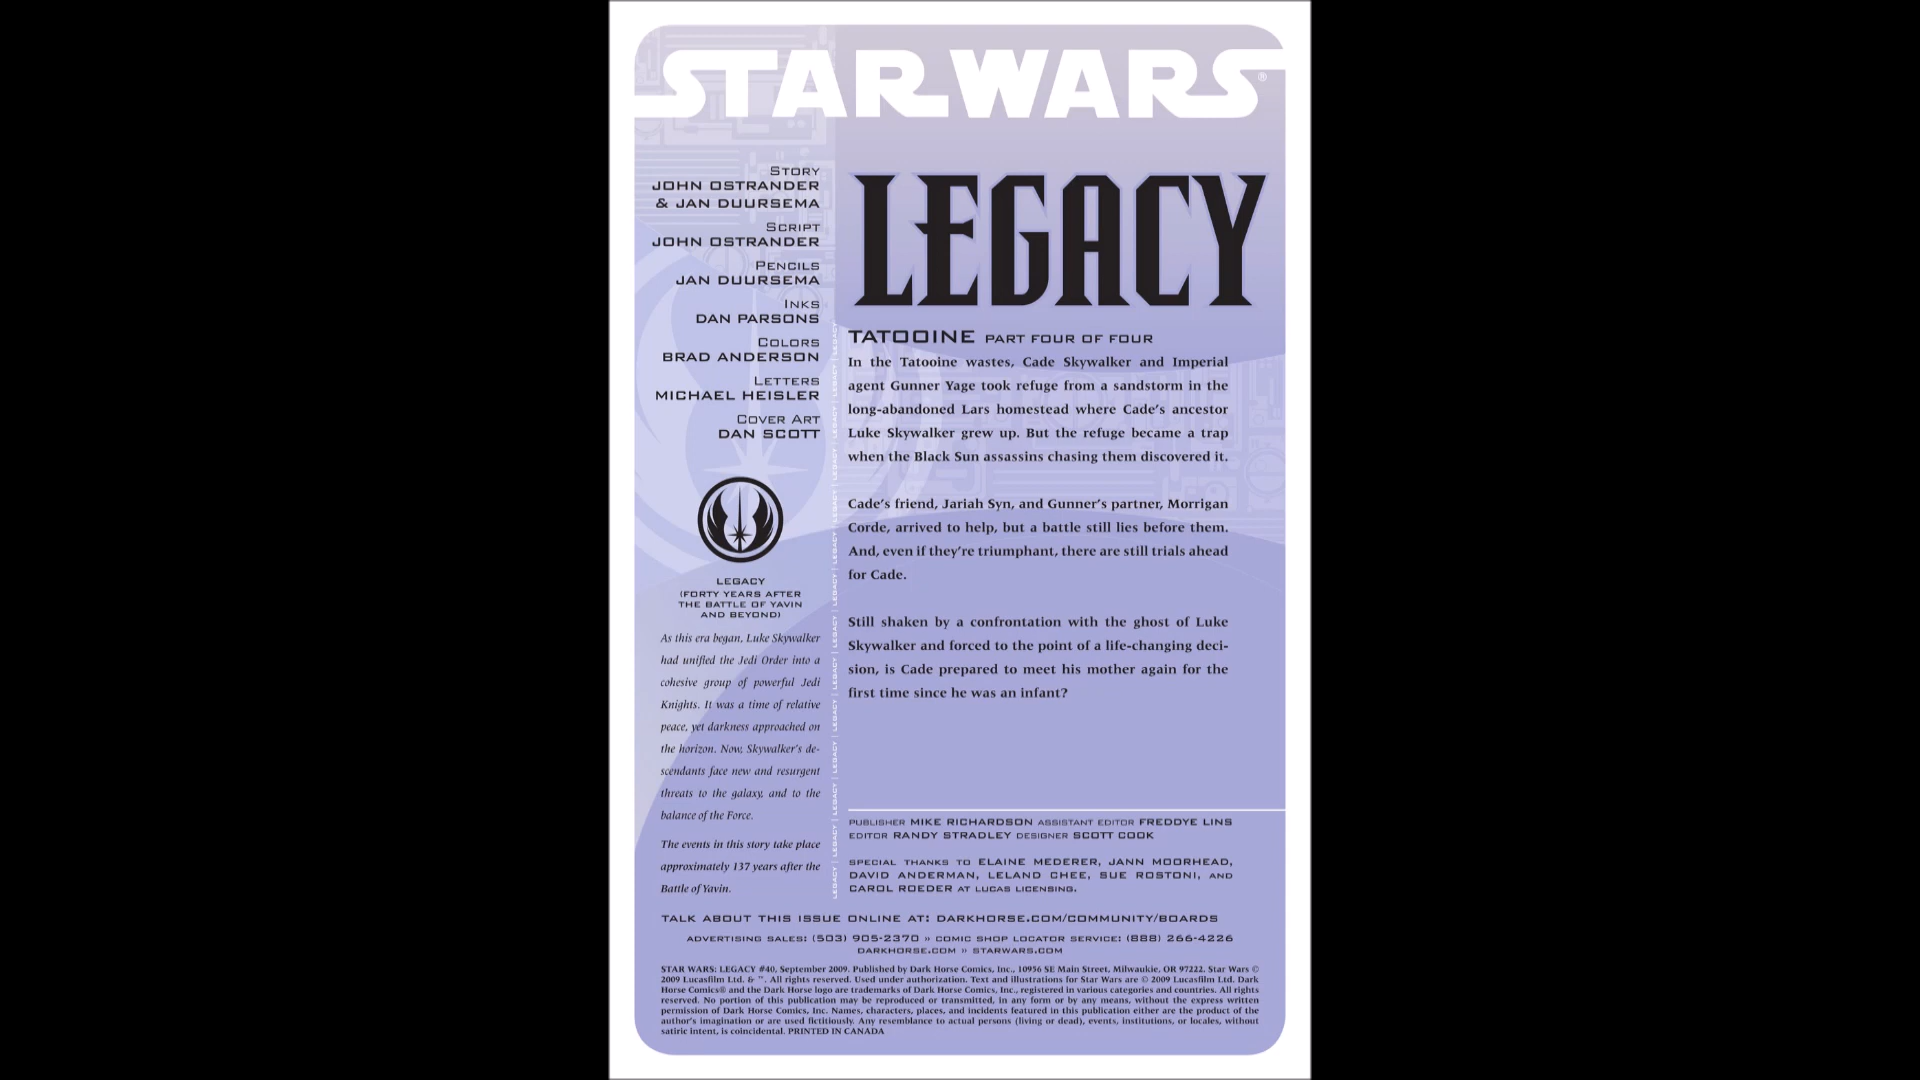 STAR WARS®
STORY
JOHN OSTRANDER
& JAN DUURSEMA
SCRIPT
JOHN OSTRANDER
PENCILS
JAN DUURSEMA
INKS
DAN PARSONS
COLORS
BRAD ANDERSON
LETTERS
MICHAEL HEISLER
COVER ART
DAN SCOTT
LEGACY
(FORTY YEARS AFTER
THE BATTLE OF YAVIN
AND BEYOND)
As this era began, Luke Skywalker
had unified the Jedi Order into a
cohesive group of powerful Jedi
Knights. It was a time of relative
peace, yet darkness approached on
the horizon. Now, Skywalker's de-
scendants face new and resurgent
threats to the galaxy, and to the
balance of the Force.
The events in this story take place
approximately 137 years after the
Battle of Yavin.
LEGACY | LEGACY | LEGACY | LEGACY | LEGACY | LEGACY | LEGACY | LEGACY | LEGACY | LEGACY | LEGACY | LEGACY | LEGACY | LEGACY
LEGACY
TATOOINE PART FOUR OF FOUR
In the Tatooine wastes, Cade Skywalker and Imperial
agent Gunner Yage took refuge from a sandstorm in the
long-abandoned Lars homestead where Cade's ancestor
Luke Skywalker grew up. But the refuge became a trap
when the Black Sun assassins chasing them discovered it.
Cade's friend, Jariah Syn, and Gunner's partner, Morrigan
Corde, arrived to help, but a battle still lies before them.
And, even if they're triumphant, there are still trials ahead
for Cade.
Still shaken by a confrontation with the ghost of Luke
Skywalker and forced to the point of a life-changing deci-
sion, is Cade prepared to meet his mother again for the
first time since he was an infant?
PUBLISHER MIKE RICHARDSON ASSISTANT EDITOR FREDDYE LINS
EDITOR RANDY STRADLEY DESIGNER SCOTT COOK
SPECIAL THANKS TO ELAINE MEDERER, JANN MOORHEAD,
DAVID ANDERMAN, LELAND CHEE, SUE ROSTONI, AND
CAROL ROEDER AT LUCAS LICENSING.
TALK ABOUT THIS ISSUE ONLINE AT: DARKHORSE.COM/COMMUNITY/BOARDS
ADVERTISING SALES: (503) 905-2370 » COMIC SHOP LOCATOR SERVICE: (888) 266-4226
DARKHORSE.COM » STARWARS.COM
STAR WARS: LEGACY #40, September 2009. Published by Dark Horse Comics, Inc., 10956 SE Main Street, Milwaukie, OR 97222. Star Wars ©
2009 Lucasfilm Ltd. & ™. All rights reserved. Used under authorization. Text and illustrations for Star Wars are © 2009 Lucasfilm Ltd. Dark
Horse Comics® and the Dark Horse logo are trademarks of Dark Horse Comics, Inc., registered in various categories and countries. All rights
reserved. No portion of this publication may be reproduced or transmitted, in any form or by any means, without the express written
permission of Dark Horse Comics, Inc. Names, characters, places, and incidents featured in this publication either are the product of the
author's imagination or are used fictitiously. Any resemblance to actual persons (living or dead), events, institutions, or locales, without
satiric intent, is coincidental. PRINTED IN CANADA